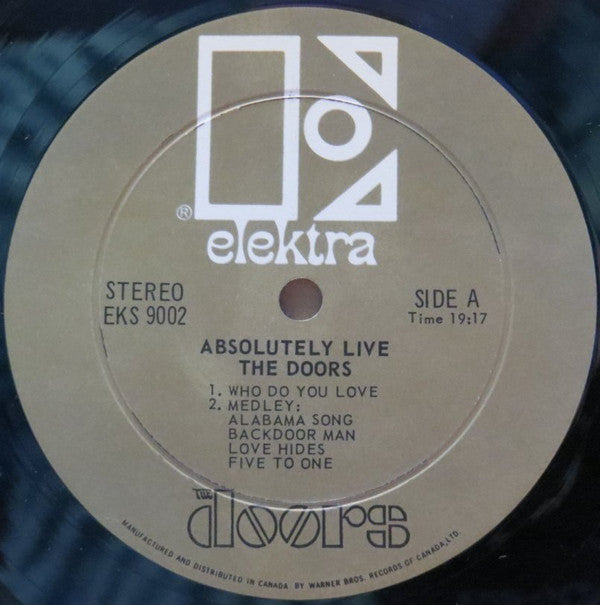 elektra
®
STEREO
EKS 9002
SIDE A
Time 19:17
ABSOLUTELY LIVE
THE DOORS
1. WHO DO YOU LOVE
2. MEDLEY:
ALABAMA SONG
BACKDOOR MAN
LOVE HIDES
FIVE TO ONE
THE
doors
MANUFACTURED AND DISTRIBUTED IN CANADA BY WARNER BROS. RECORDS OF CANADA, LTD.